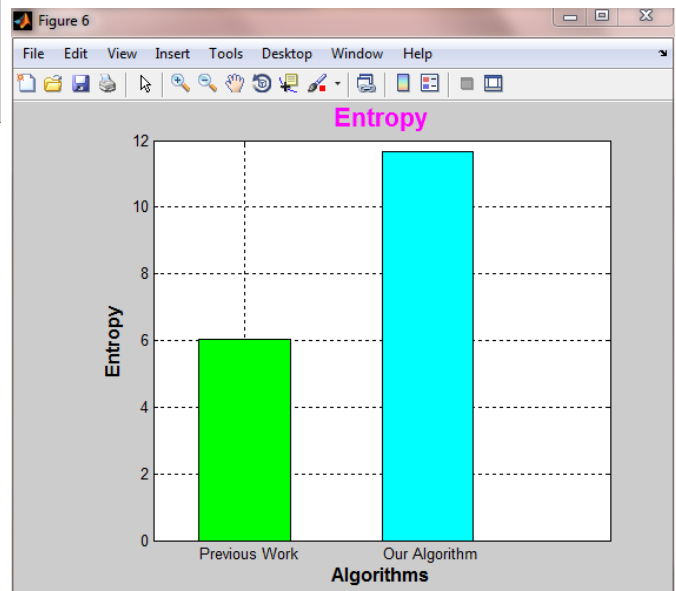 Figure 6
File Edit View Insert Tools Desktop Window Help
Entropy
12
10
8
6
4
2
0
Entropy
Previous Work Our Algorithm
Algorithms